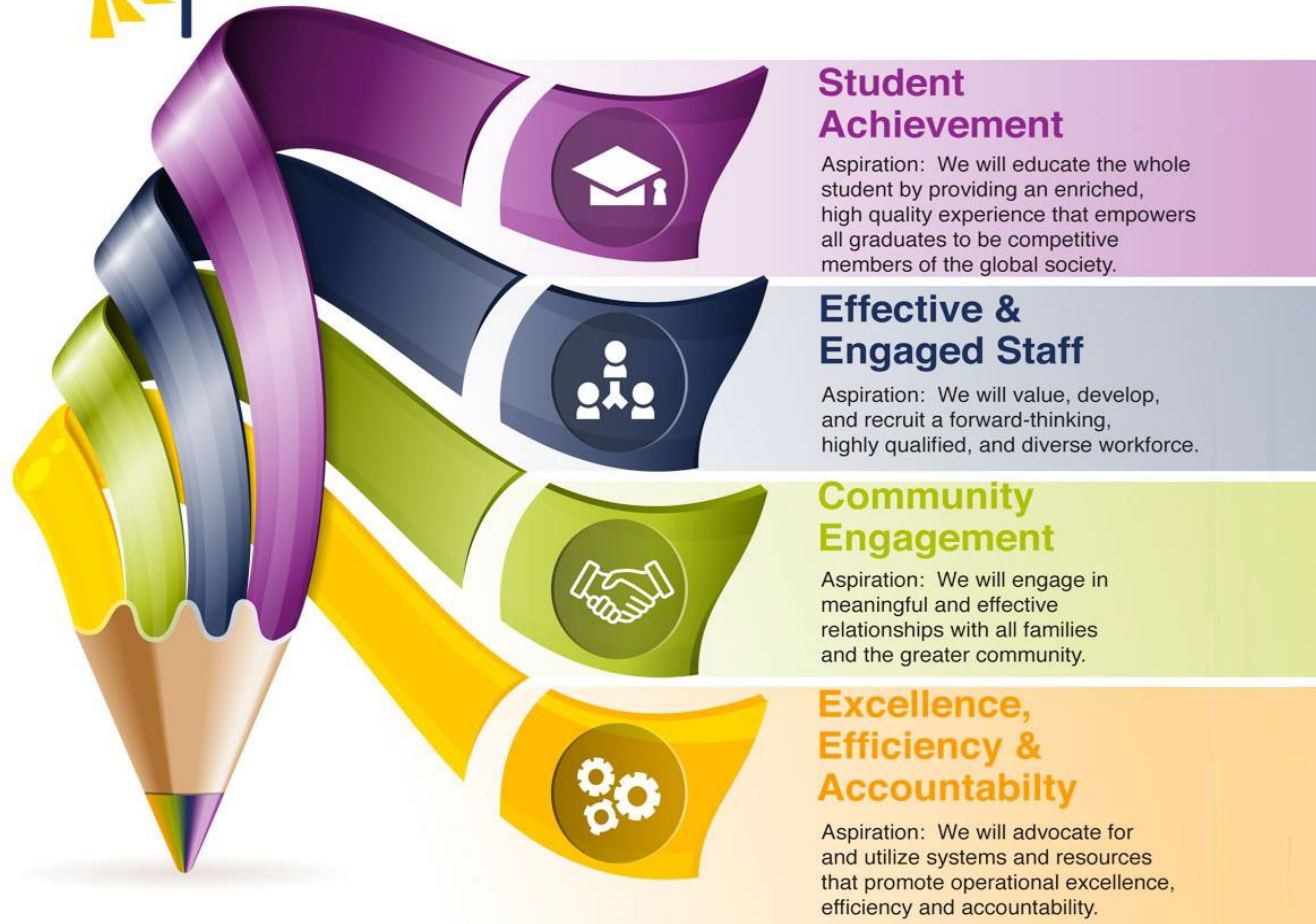 Student
Achievement
Aspiration: We will educate the whole
student by providing an enriched,
high quality experience that empowers
all graduates to be competitive
members of the global society.
Effective &
Engaged Staff
Aspiration: We will value, develop,
and recruit a forward-thinking,
highly qualified, and diverse workforce.
Community
Engagement
Aspiration: We will engage in
meaningful and effective
relationships with all families
and the greater community.
Excellence,
Efficiency &
Accountabilty
Aspiration: We will advocate for
and utilize systems and resources
that promote operational excellence,
efficiency and accountability.